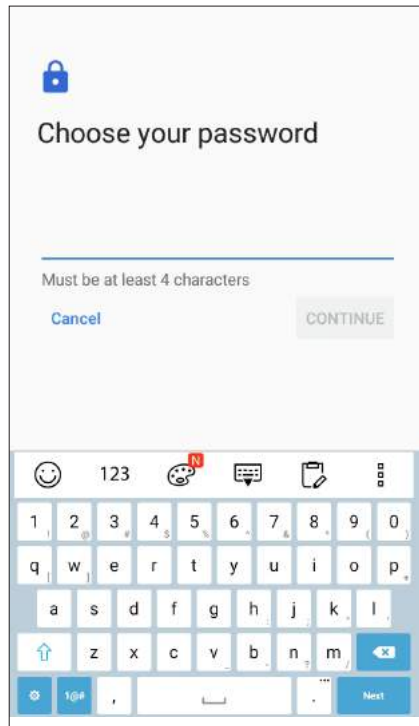 Choose your password
Must be at least 4 characters
Cancel CONTINUE
N
123
1 ! 2 @ 3 # 4 $ 5 % 6 ^ 7 & 8 * 9 ( 0 )
q [ w ] e r t y u i o p +
a s d f g h : j ; k l
z x c v _ b n ? m /
1@# , . ... Next